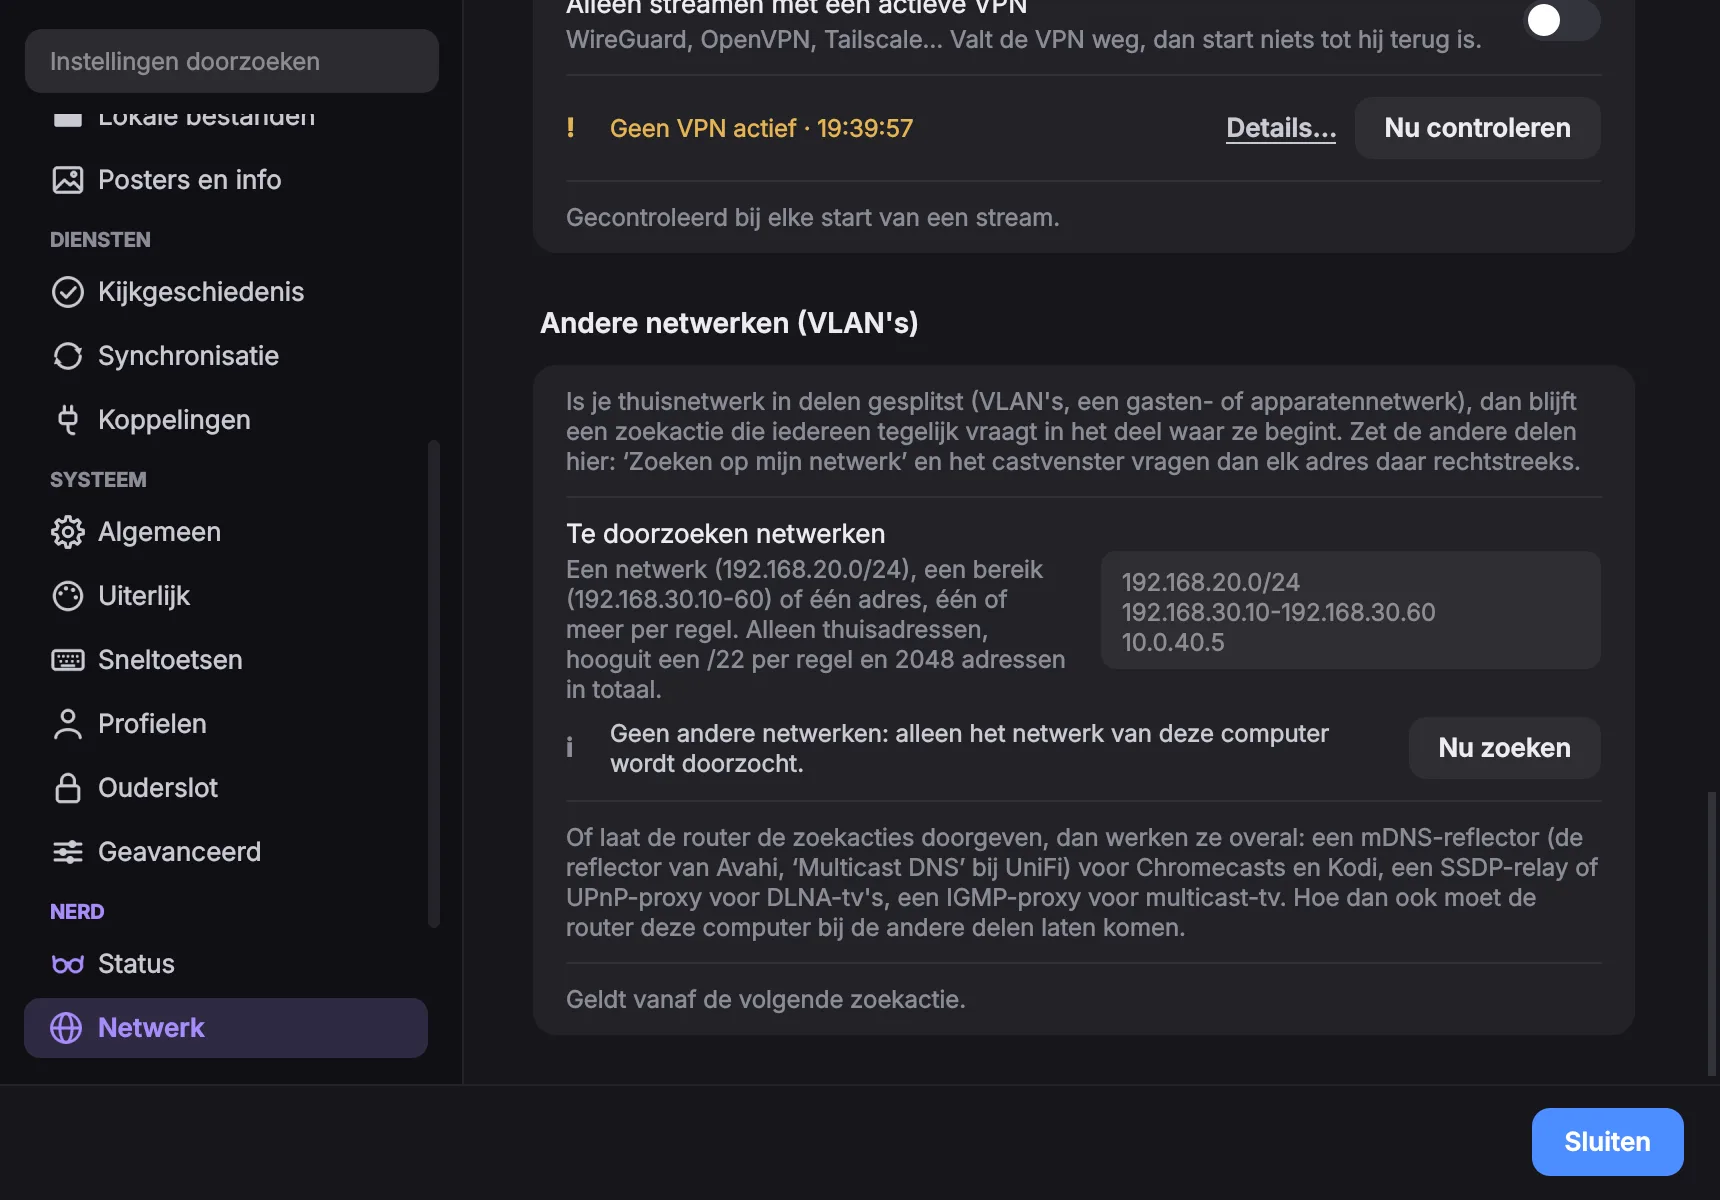 Instellingen doorzoeken
Lokale bestanden
Posters en info
DIENSTEN
Kijkgeschiedenis
Synchronisatie
Koppelingen
SYSTEEM
Algemeen
Uiterlijk
Sneltoetsen
Profielen
Ouderslot
Geavanceerd
NERD
Status
Netwerk
Alleen streamen met een actieve VPN
WireGuard, OpenVPN, Tailscale... Valt de VPN weg, dan start niets tot hij terug is.
! Geen VPN actief · 19:39:57
Details...
Nu controleren
Gecontroleerd bij elke start van een stream.
Andere netwerken (VLAN's)
Is je thuisnetwerk in delen gesplitst (VLAN's, een gasten- of apparatennetwerk), dan blijft
een zoekactie die iedereen tegelijk vraagt in het deel waar ze begint. Zet de andere delen
hier: ‘Zoeken op mijn netwerk’ en het castvenster vragen dan elk adres daar rechtstreeks.
Te doorzoeken netwerken
Een netwerk (192.168.20.0/24), een bereik
(192.168.30.10-60) of één adres, één of
meer per regel. Alleen thuisadressen,
hooguit een /22 per regel en 2048 adressen
in totaal.
192.168.20.0/24
192.168.30.10-192.168.30.60
10.0.40.5
i Geen andere netwerken: alleen het netwerk van deze computer
wordt doorzocht.
Nu zoeken
Of laat de router de zoekacties doorgeven, dan werken ze overal: een mDNS-reflector (de
reflector van Avahi, ‘Multicast DNS’ bij UniFi) voor Chromecasts en Kodi, een SSDP-relay of
UPnP-proxy voor DLNA-tv's, een IGMP-proxy voor multicast-tv. Hoe dan ook moet de
router deze computer bij de andere delen laten komen.
Geldt vanaf de volgende zoekactie.
Sluiten